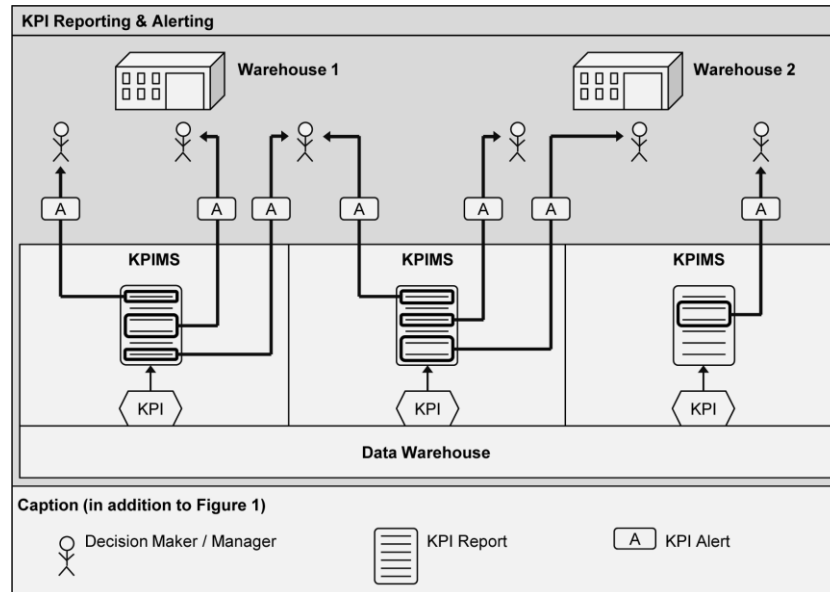 KPI Reporting & Alerting
Warehouse 1
Warehouse 2
A
A
A
A
A
A
A
KPIMS
KPIMS
KPIMS
KPI
KPI
KPI
Data Warehouse
Caption (in addition to Figure 1)
Decision Maker / Manager
KPI Report
A
KPI Alert